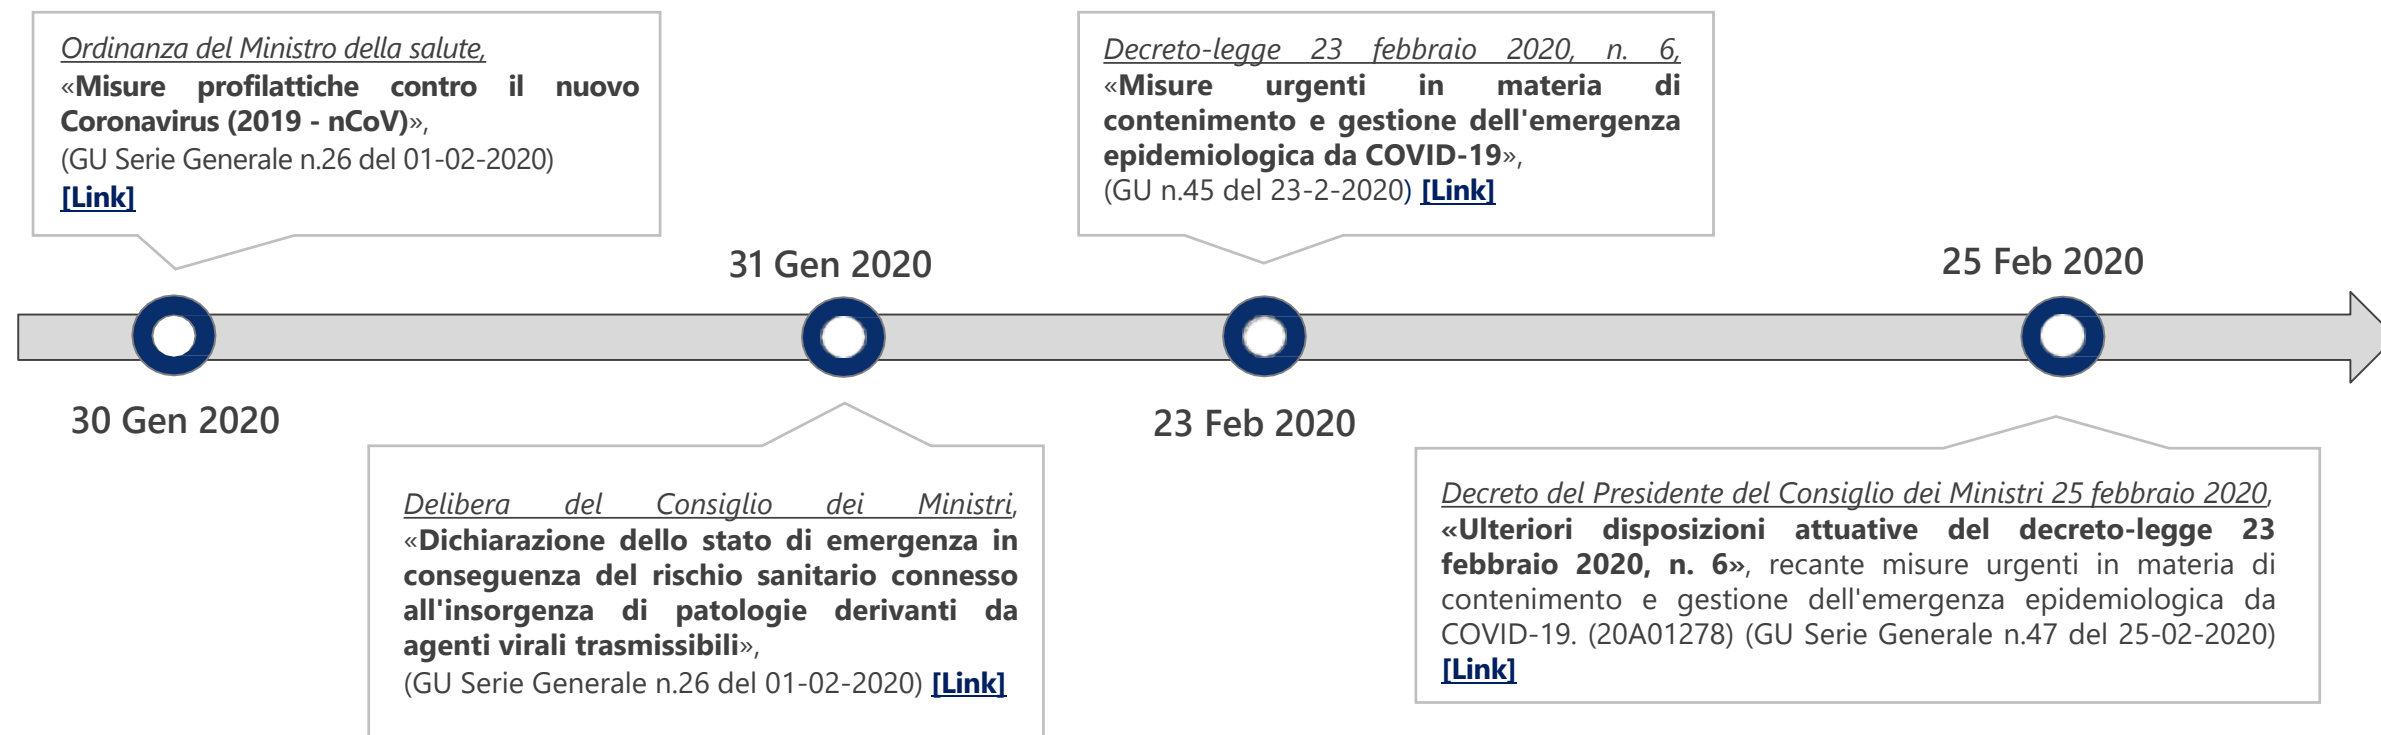 Ordinanza del Ministro della salute,
«Misure profilattiche contro il nuovo
Coronavirus (2019 - nCoV)»,
(GU Serie Generale n.26 del 01-02-2020)
[Link]
30 Gen 2020
31 Gen 2020
Delibera del Consiglio dei Ministri,
«Dichiarazione dello stato di emergenza in
conseguenza del rischio sanitario connesso
all'insorgenza di patologie derivanti da
agenti virali trasmissibili»,
(GU Serie Generale n.26 del 01-02-2020) [Link]
Decreto-legge 23 febbraio 2020, n. 6,
«Misure urgenti in materia di
contenimento e gestione dell'emergenza
epidemiologica da COVID-19»,
(GU n.45 del 23-2-2020) [Link]
23 Feb 2020
25 Feb 2020
Decreto del Presidente del Consiglio dei Ministri 25 febbraio 2020,
«Ulteriori disposizioni attuative del decreto-legge 23
febbraio 2020, n. 6», recante misure urgenti in materia di
contenimento e gestione dell'emergenza epidemiologica da
COVID-19. (20A01278) (GU Serie Generale n.47 del 25-02-2020)
[Link]